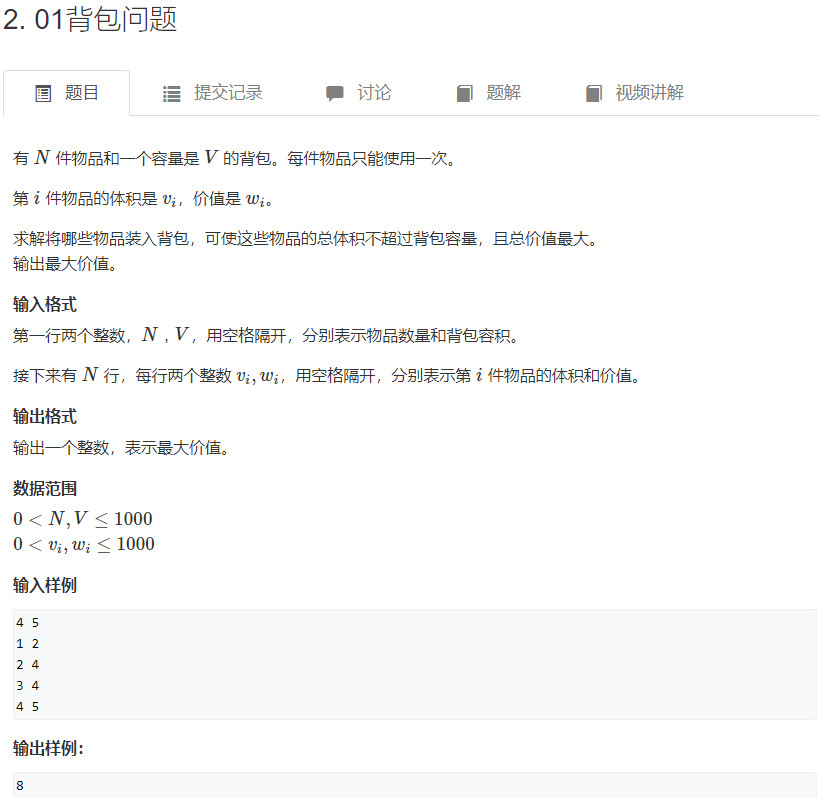 2. 01背包问题
题目 提交记录 讨论 题解 视频讲解
有 N 件物品和一个容量是 V 的背包。每件物品只能使用一次。
第 i 件物品的体积是 vᵢ，价值是 wᵢ。
求解将哪些物品装入背包，可使这些物品的总体积不超过背包容量，且总价值最大。
输出最大价值。
输入格式
第一行两个整数，N，V，用空格隔开，分别表示物品数量和背包容积。
接下来有 N 行，每行两个整数 vᵢ, wᵢ，用空格隔开，分别表示第 i 件物品的体积和价值。
输出格式
输出一个整数，表示最大价值。
数据范围
0 < N, V ≤ 1000
0 < vᵢ, wᵢ ≤ 1000
输入样例
4 5
1 2
2 4
3 4
4 5
输出样例：
8